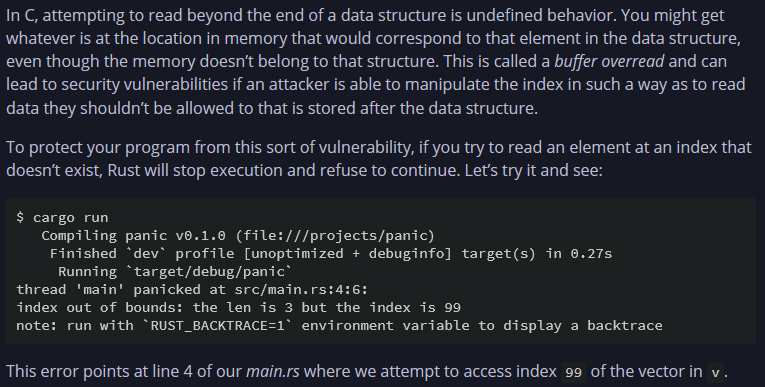 In C, attempting to read beyond the end of a data structure is undefined behavior. You might get
whatever is at the location in memory that would correspond to that element in the data structure,
even though the memory doesn’t belong to that structure. This is called a buffer overread and can
lead to security vulnerabilities if an attacker is able to manipulate the index in such a way as to read
data they shouldn’t be allowed to that is stored after the data structure.
To protect your program from this sort of vulnerability, if you try to read an element at an index that
doesn’t exist, Rust will stop execution and refuse to continue. Let’s try it and see:
$ cargo run
   Compiling panic v0.1.0 (file:///projects/panic)
    Finished `dev` profile [unoptimized + debuginfo] target(s) in 0.27s
     Running `target/debug/panic`
thread 'main' panicked at src/main.rs:4:6:
index out of bounds: the len is 3 but the index is 99
note: run with `RUST_BACKTRACE=1` environment variable to display a backtrace
This error points at line 4 of our main.rs where we attempt to access index 99 of the vector in v.